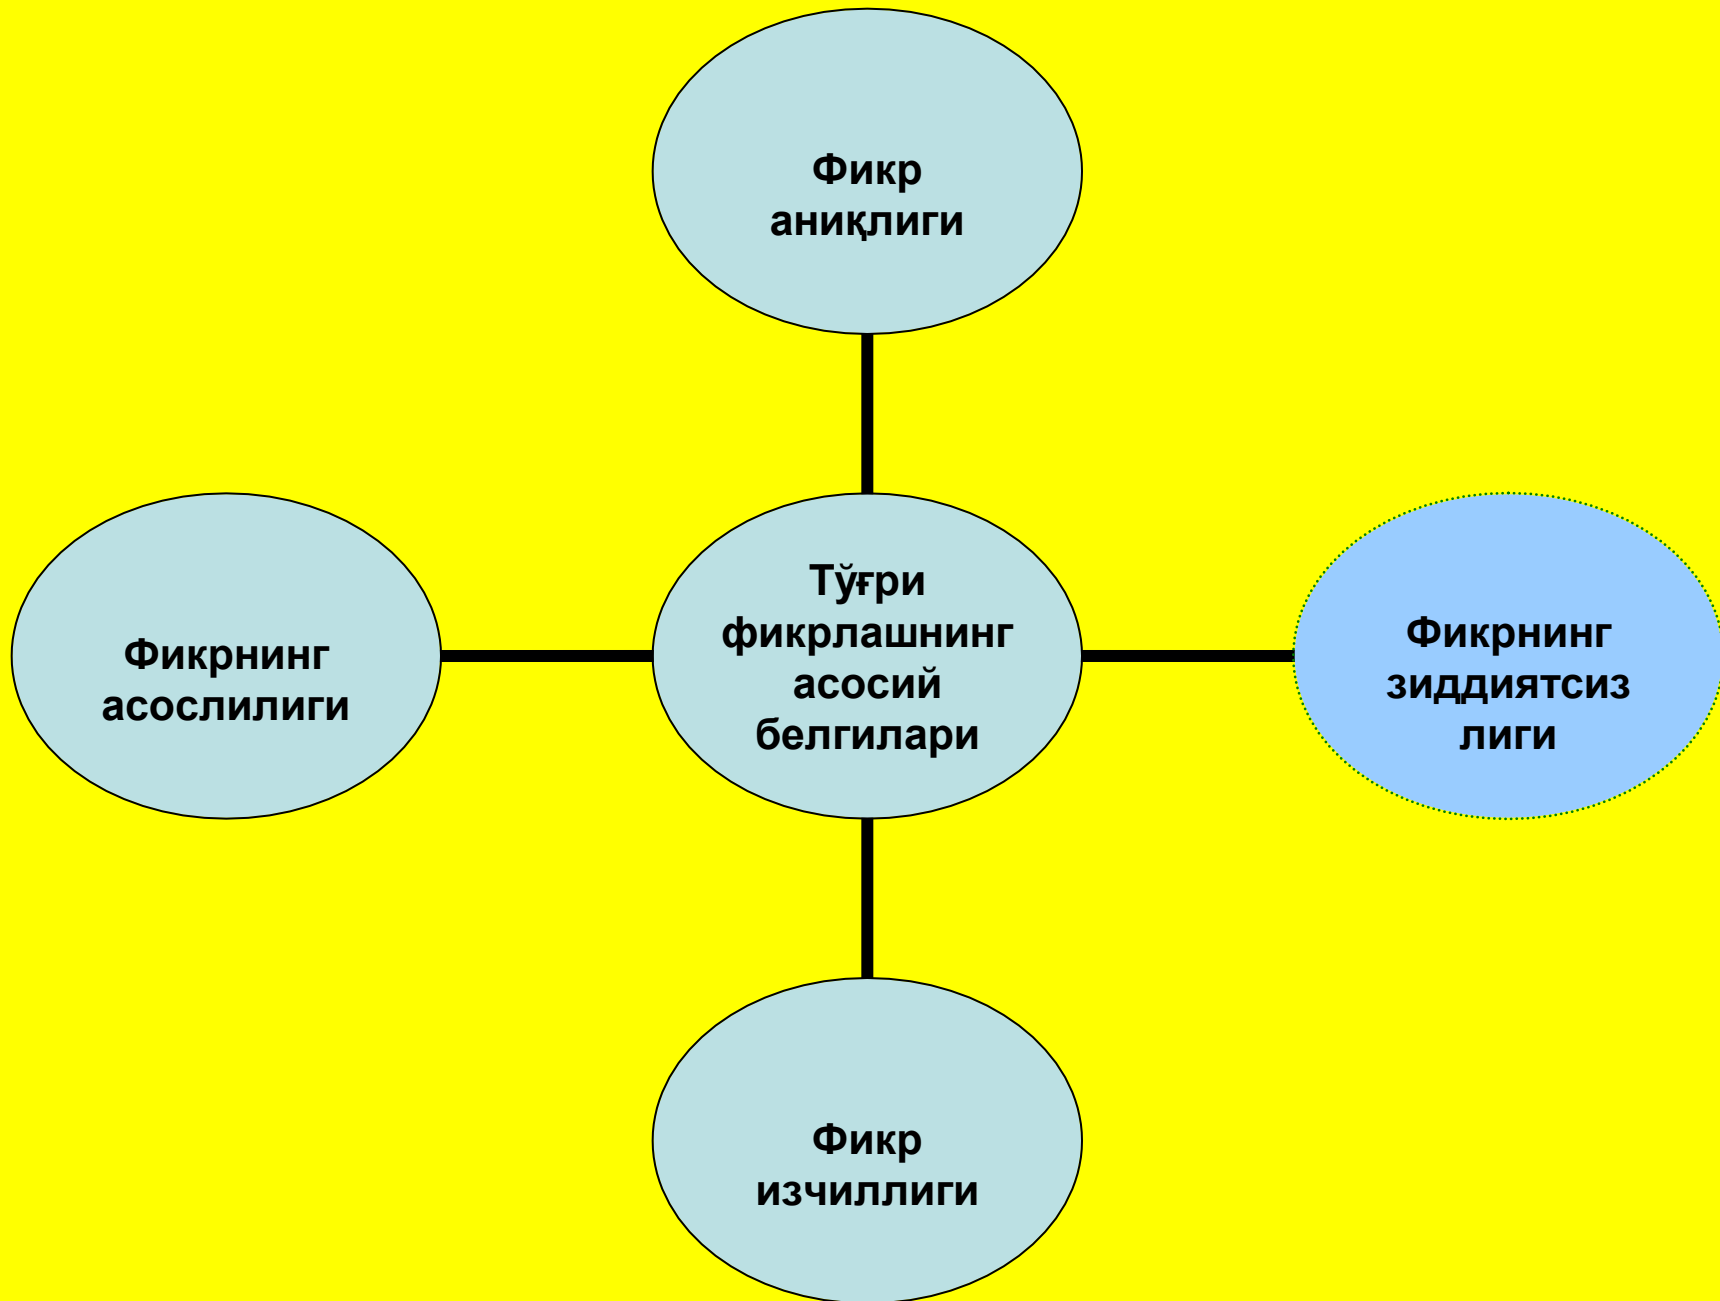 Фикр
аниқлиги
Фикрнинг
асослилиги
Тўғри
фикрлашнинг
асосий
белгилари
Фикрнинг
зиддиятсиз
лиги
Фикр
изчиллиги